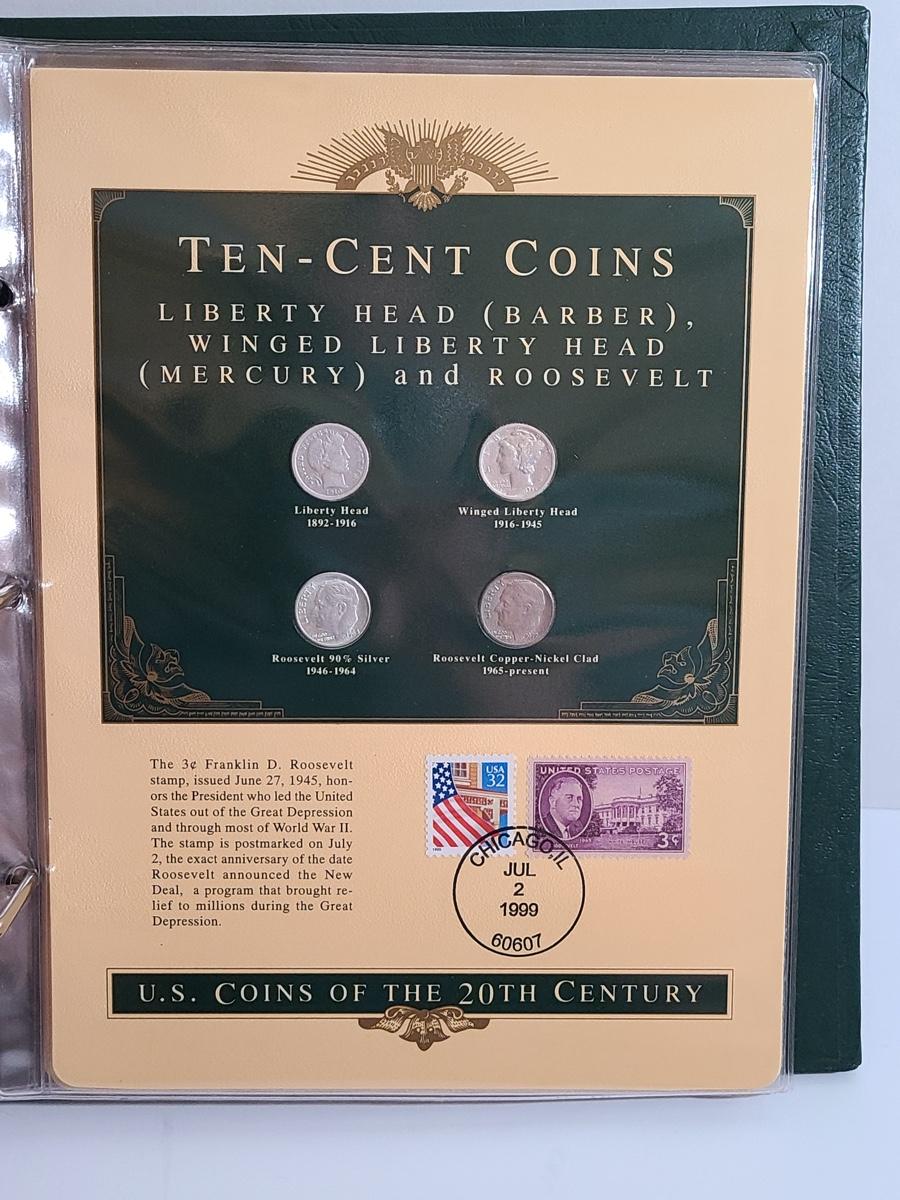 TEN-CENT COINS
LIBERTY HEAD (BARBER),
WINGED LIBERTY HEAD
(MERCURY) and ROOSEVELT
Liberty Head
1892-1916
Winged Liberty Head
1916-1945
LIBERTY
LIBERTY
Roosevelt 90% Silver
1946-1964
Roosevelt Copper-Nickel Clad
1965-present
The 3¢ Franklin D. Roosevelt
stamp, issued June 27, 1945, hon-
ors the President who led the United
States out of the Great Depression
and through most of World War II.
The stamp is postmarked on July
2, the exact anniversary of the date
Roosevelt announced the New
Deal, a program that brought re-
lief to millions during the Great
Depression.
USA
32
UNITED STATES POSTAGE
3¢
CHICAGO, IL
JUL
2
1999
60607
U.S. COINS OF THE 20TH CENTURY